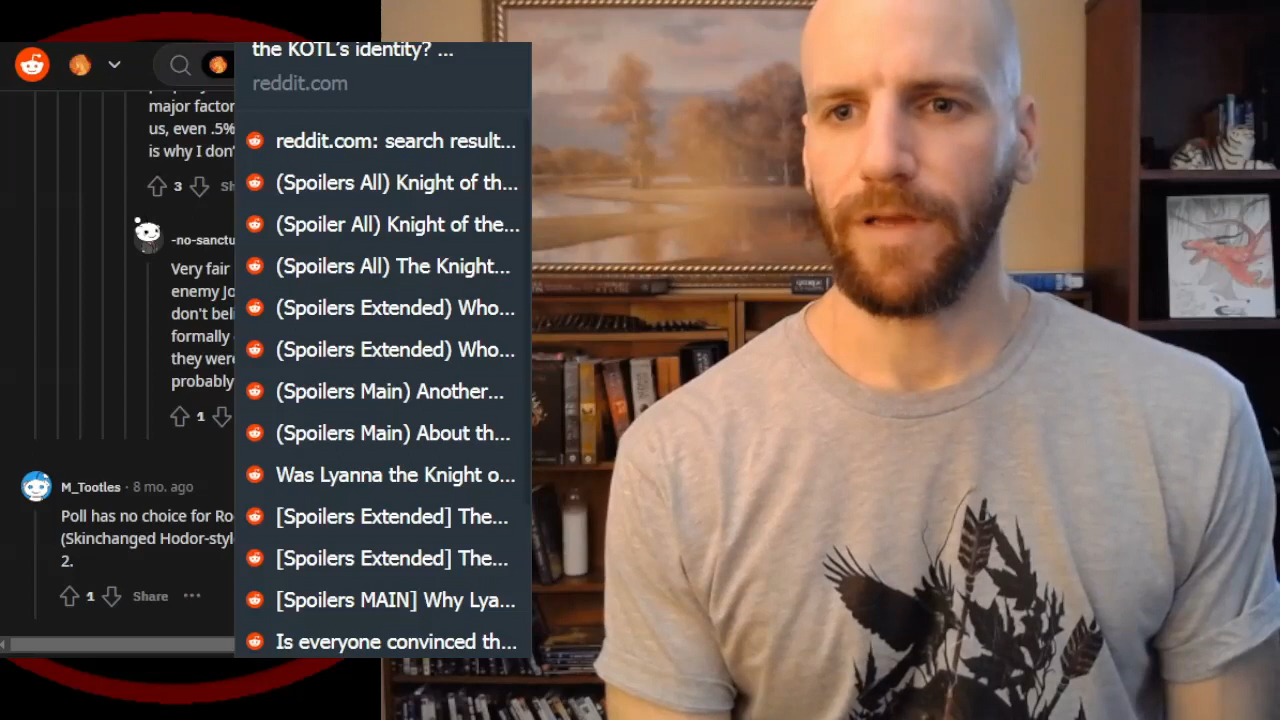 the KOTL's identity? ...
reddit.com
major factor
us, even .5%
is why I don'
3
Sh
-no-sanctu
Very fair
enemy Jo
don't beli
formally
they were
probably
1
M_Tootles · 8 mo. ago
Poll has no choice for Ro
(Skinchanged Hodor-styl
2.
1 Share ...
reddit.com: search result...
(Spoilers All) Knight of th...
(Spoiler All) Knight of the...
(Spoilers All) The Knight...
(Spoilers Extended) Who...
(Spoilers Extended) Who...
(Spoilers Main) Another...
(Spoilers Main) About th...
Was Lyanna the Knight o...
[Spoilers Extended] The...
[Spoilers Extended] The...
[Spoilers MAIN] Why Lya...
Is everyone convinced th...